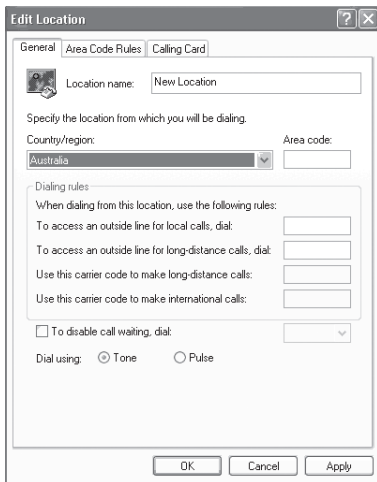 Edit Location
General Area Code Rules Calling Card
Location name: New Location
Specify the location from which you will be dialing.
Country/region: Area code:
Australia
Dialing rules
When dialing from this location, use the following rules:
To access an outside line for local calls, dial:
To access an outside line for long-distance calls, dial:
Use this carrier code to make long-distance calls:
Use this carrier code to make international calls:
To disable call waiting, dial:
Dial using: Tone Pulse
OK Cancel Apply